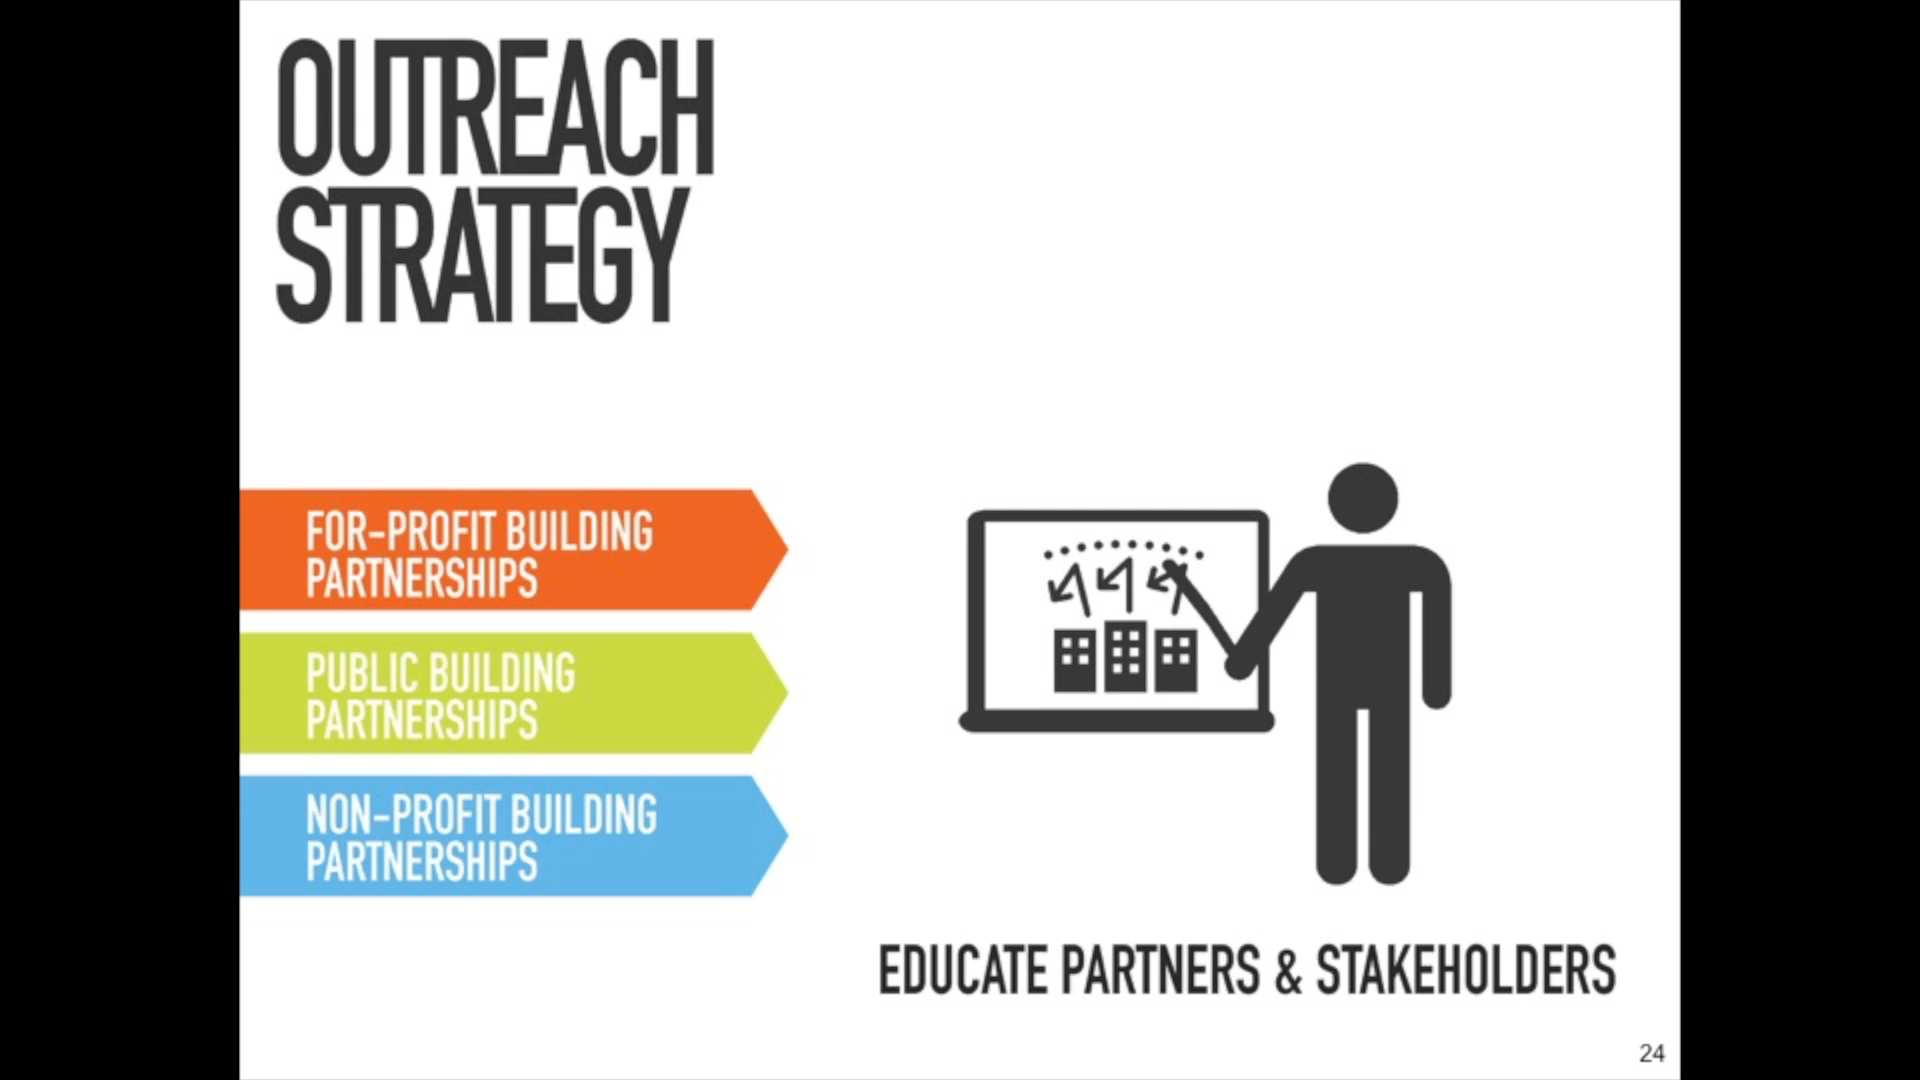 OUTREACH
STRATEGY
FOR-PROFIT BUILDING
PARTNERSHIPS
PUBLIC BUILDING
PARTNERSHIPS
NON-PROFIT BUILDING
PARTNERSHIPS
EDUCATE PARTNERS & STAKEHOLDERS
24